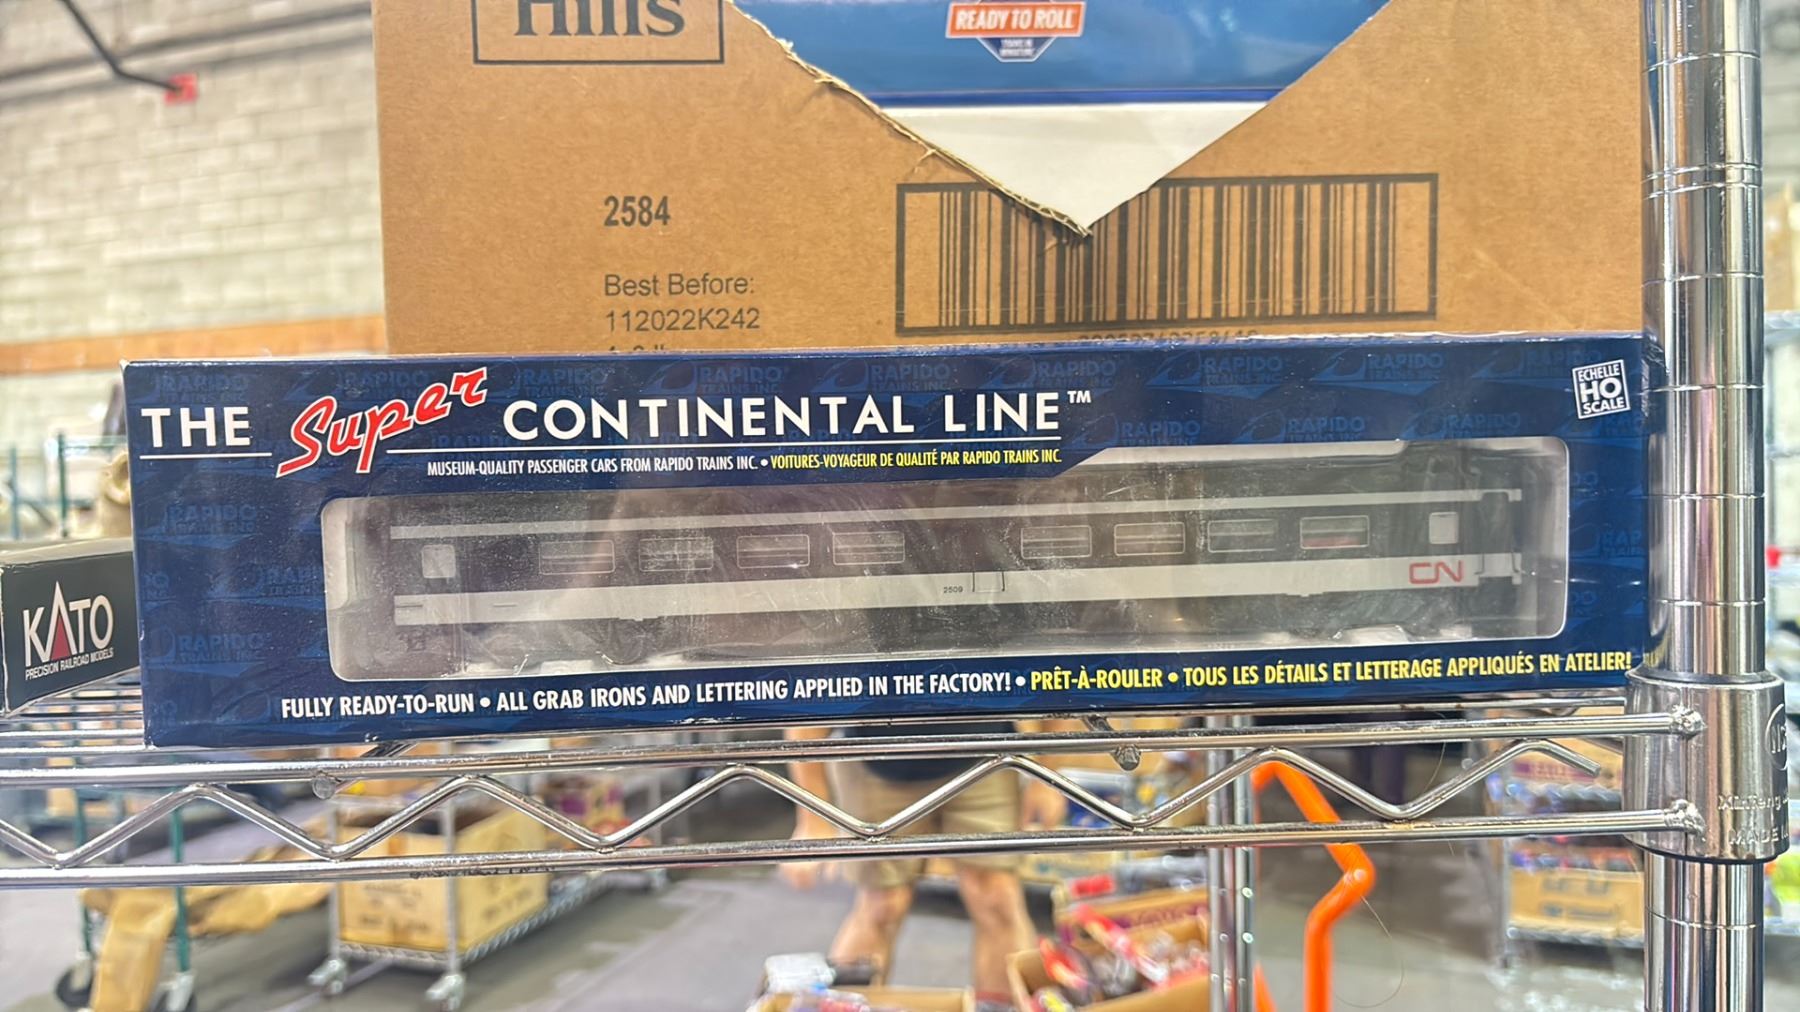 Hills
READY TO ROLL
2584
Best Before:
112022K242
THE Super CONTINENTAL LINE™
MUSEUM-QUALITY PASSENGER CARS FROM RAPIDO TRAINS INC. • VOITURES-VOYAGEUR DE QUALITÉ PAR RAPIDO TRAINS INC.
ECHELLE
HO
SCALE
2509
CN
FULLY READY-TO-RUN • ALL GRAB IRONS AND LETTERING APPLIED IN THE FACTORY! • PRÊT-À-ROULER • TOUS LES DÉTAILS ET LETTERAGE APPLIQUÉS EN ATELIER!
KATO
PRECISION RAILROAD MODELS
RAPIDO
TRAINS INC.